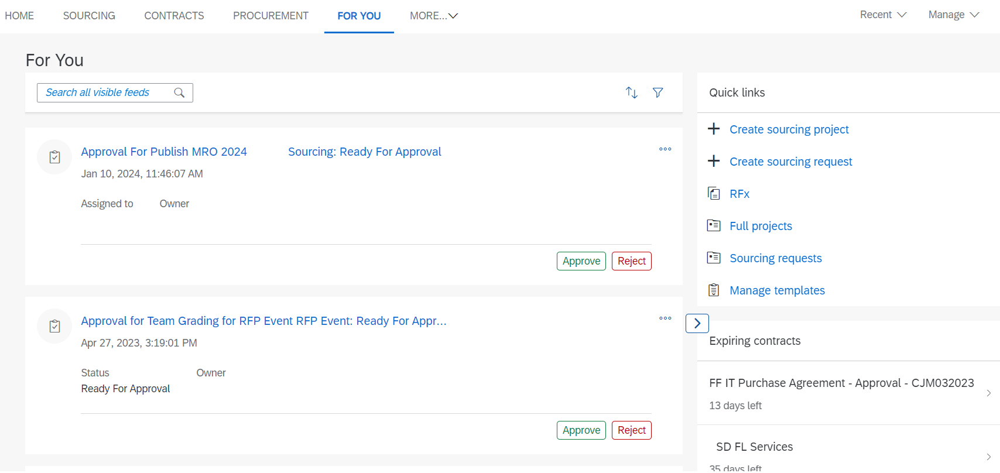 HOME SOURCING CONTRACTS PROCUREMENT FOR YOU MORE... Recent Manage
For You
Search all visible feeds
Approval For Publish MRO 2024 Sourcing: Ready For Approval
Jan 10, 2024, 11:46:07 AM
Assigned to Owner
Approve Reject
Approval for Team Grading for RFP Event RFP Event: Ready For Appr...
Apr 27, 2023, 3:19:01 PM
Status Owner
Ready For Approval
Approve Reject
Quick links
Create sourcing project
Create sourcing request
RFx
Full projects
Sourcing requests
Manage templates
Expiring contracts
FF IT Purchase Agreement - Approval - CJM032023
13 days left
SD FL Services
35 days left